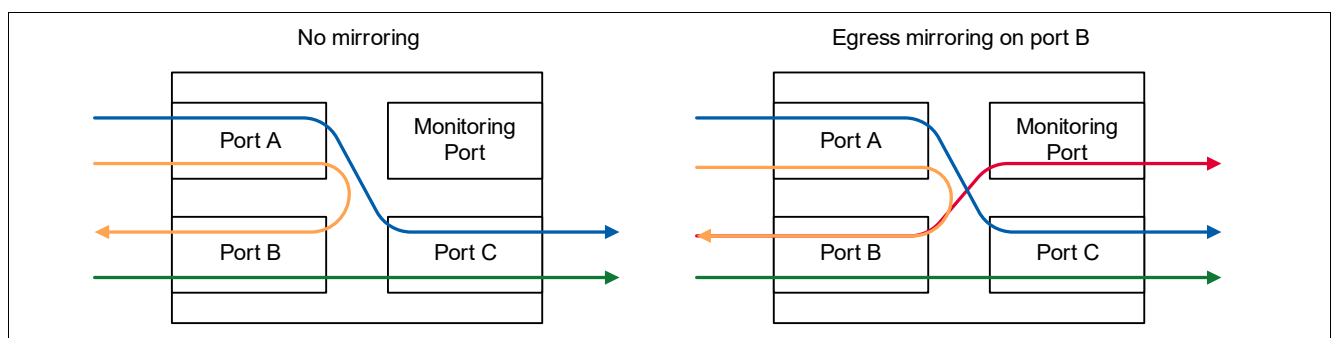 No mirroring
Port A
Monitoring
Port
Port B
Port C
Egress mirroring on port B
Port A
Monitoring
Port
Port B
Port C